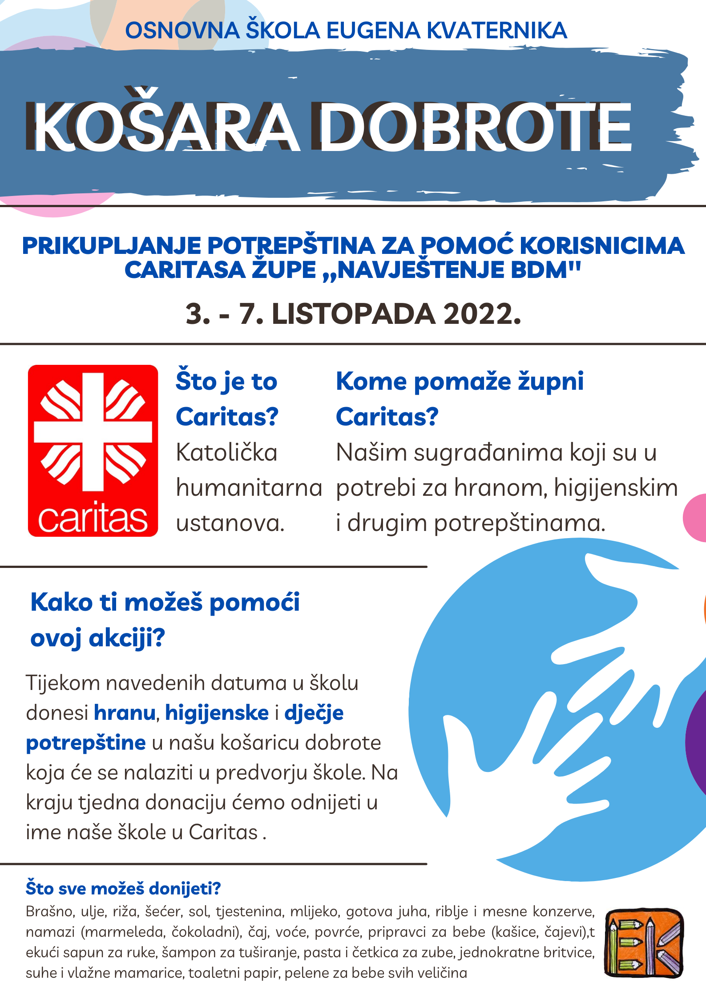 OSNOVNA ŠKOLA EUGENA KVATERNIKA
KOŠARA DOBROTE
PRIKUPLJANJE POTREPŠTINA ZA POMOĆ KORISNICIMA
CARITASA ŽUPE ,,NAVJEŠTENJE BDM"
3. - 7. LISTOPADA 2022.
caritas
Što je to
Caritas?
Katolička
humanitarna
ustanova.
Kome pomaže župni
Caritas?
Našim sugrađanima koji su u
potrebi za hranom, higijenskim
i drugim potrepštinama.
Kako ti možeš pomoći
ovoj akciji?
Tijekom navedenih datuma u školu
donesi hranu, higijenske i dječje
potrepštine u našu košaricu dobrote
koja će se nalaziti u predvorju škole. Na
kraju tjedna donaciju ćemo odnijeti u
ime naše škole u Caritas .
Što sve možeš donijeti?
Brašno, ulje, riža, šećer, sol, tjestenina, mlijeko, gotova juha, riblje i mesne konzerve,
namazi (marmeleda, čokoladni), čaj, voće, povrće, pripravci za bebe (kašice, čajevi),t
ekući sapun za ruke, šampon za tuširanje, pasta i četkica za zube, jednokratne britvice,
suhe i vlažne mamarice, toaletni papir, pelene za bebe svih veličina
EK